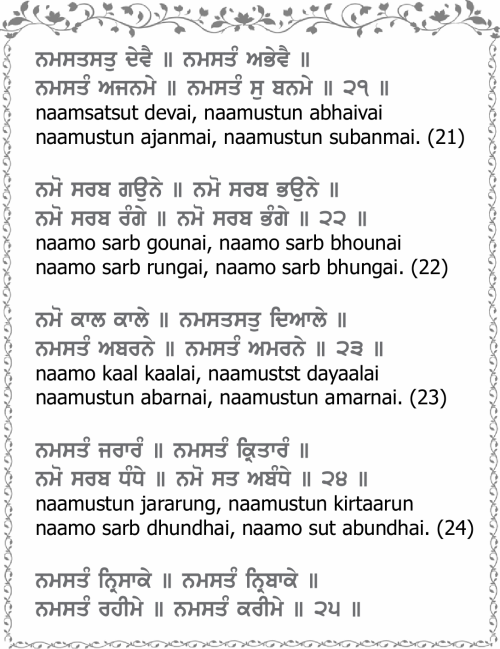 ਨਮਸਤਸਤੁ ਦੇਵੈ ॥ ਨਮਸਤੰ ਅਭੇਵੈ ॥
ਨਮਸਤੰ ਅਜਨਮੇ ॥ ਨਮਸਤੰ ਸੁ ਬਨਮੇ ॥ ੨੧ ॥
naamsatsut devai, naamustun abhaivai
naamustun ajanmai, naamustun subanmai. (21)
ਨਮੋ ਸਰਬ ਗਉਨੇ ॥ ਨਮੋ ਸਰਬ ਭਉਨੇ ॥
ਨਮੋ ਸਰਬ ਰੰਗੇ ॥ ਨਮੋ ਸਰਬ ਭੰਗੇ ॥ ੨੨ ॥
naamo sarb gounai, naamo sarb bhounai
naamo sarb rungai, naamo sarb bhungai. (22)
ਨਮੋ ਕਾਲ ਕਾਲੇ ॥ ਨਮਸਤਸਤੁ ਦਿਆਲੇ ॥
ਨਮਸਤੰ ਅਬਰਨੇ ॥ ਨਮਸਤੰ ਅਮਰਨੇ ॥ ੨੩ ॥
naamo kaal kaalai, naamustst dayaalai
naamustun abarnai, naamustun amarnai. (23)
ਨਮਸਤੰ ਜਰਾਰੰ ॥ ਨਮਸਤੰ ਕ੍ਰਿਤਾਰੰ ॥
ਨਮੋ ਸਰਬ ਧੰਧੇ ॥ ਨਮੋ ਸਤ ਅਬੰਧੇ ॥ ੨੪ ॥
naamustun jararung, naamustun kirtaarun
naamo sarb dhundhai, naamo sut abundhai. (24)
ਨਮਸਤੰ ਨ੍ਰਿਸਾਕੇ ॥ ਨਮਸਤੰ ਨ੍ਰਿਬਾਕੇ ॥
ਨਮਸਤੰ ਰਹੀਮੇ ॥ ਨਮਸਤੰ ਕਰੀਮੇ ॥ ੨੫ ॥